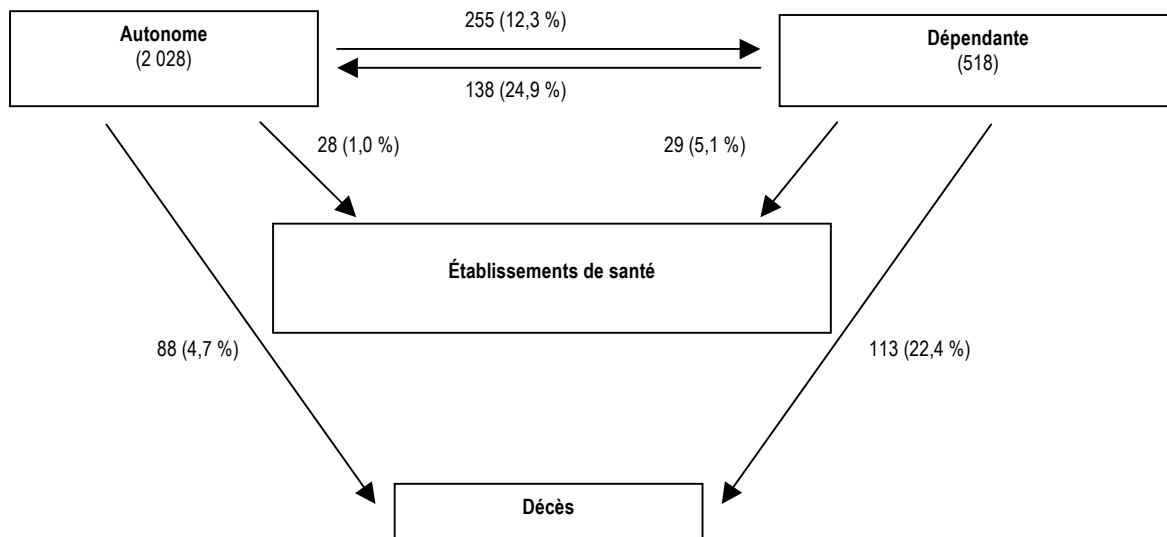 255 (12,3 %)
Autonome
(2 028)
Dépendante
(518)
138 (24,9 %)
28 (1,0 %)
29 (5,1 %)
Établissements de santé
88 (4,7 %)
113 (22,4 %)
Décès